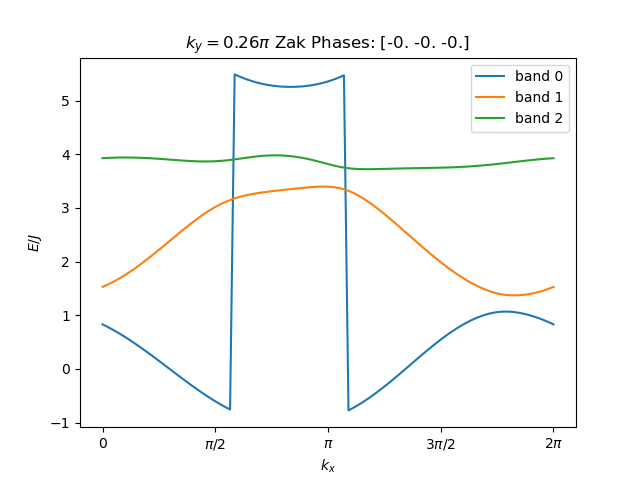 k_y = 0.26π Zak Phases: [-0. -0. -0.]
band 0
band 1
band 2
5
4
3
2
1
0
−1
E/J
0 π/2 π 3π/2 2π
k_x